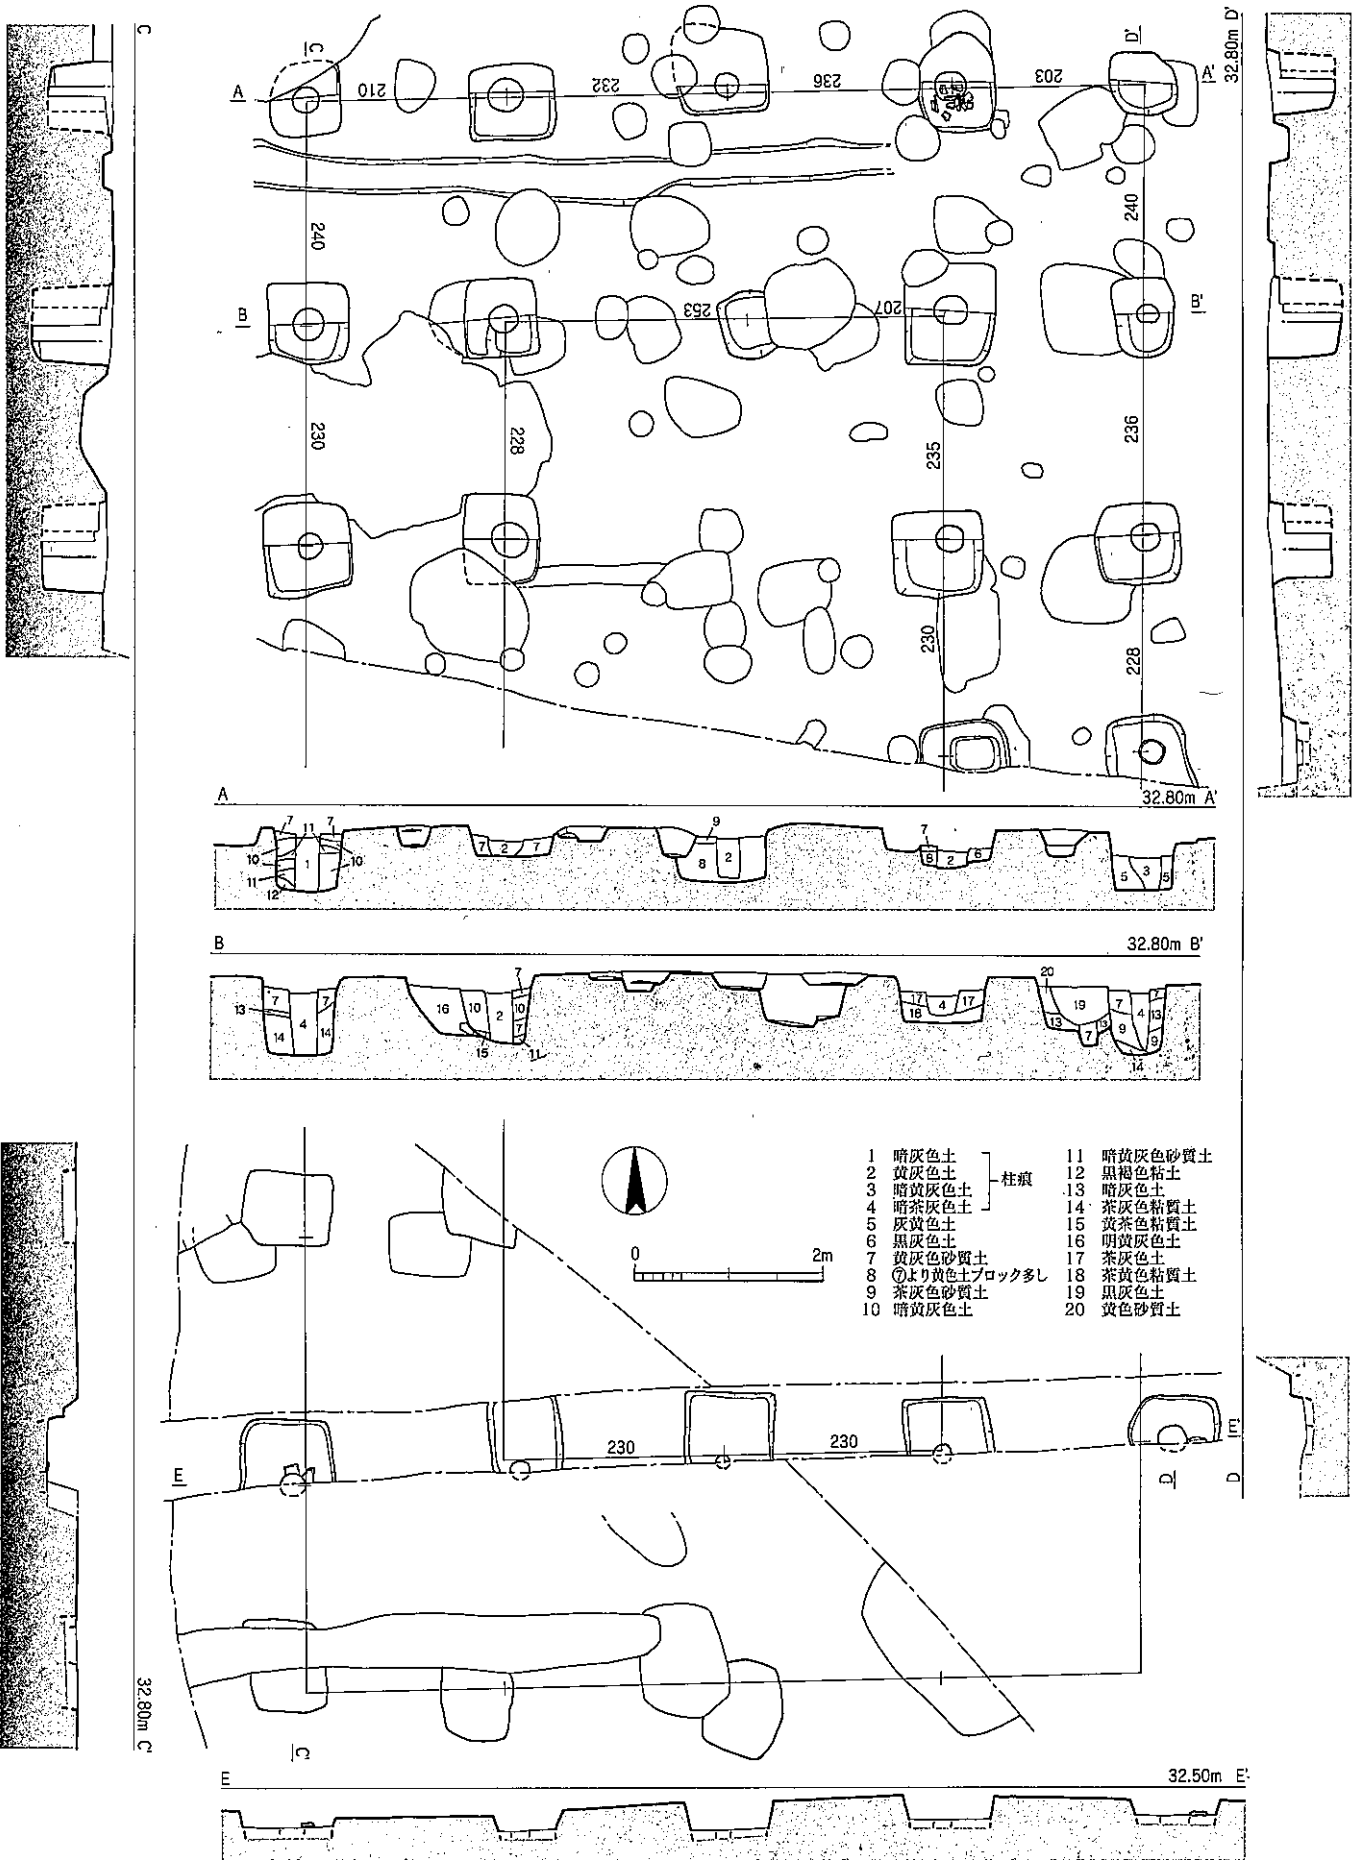 C
C
D'
32.80m D'
A
210
232
236
203
A'
240
240
B
253
207
B'
230
228
235
236
230
228
A
32.80m A'
7 11 7
10 1 10
11
12
7 2 7
9
8 2
7
8 2 6
5 3 5
B
32.80m B'
7 7
13 4
14 14
7
16 10 2 10
7
15 11
17 4 17
18
20
19 7 4 7
13 13 9 13
7 9
14
0 2m
1 暗灰色土
2 黄灰色土
3 暗黄灰色土
4 暗茶灰色土
柱痕
5 灰黄色土
6 黒灰色土
7 黄灰色砂質土
8 ⑦より黄色土ブロック多し
9 茶灰色砂質土
10 暗黄灰色土
11 暗黄灰色砂質土
12 黒褐色粘土
13 暗灰色土
14 茶灰色粘質土
15 黄茶色粘質土
16 明黄灰色土
17 茶灰色土
18 茶黄色粘質土
19 黒灰色土
20 黄色砂質土
230
230
E
E'
D
D
32.80m C'
C'
E
32.50m E'